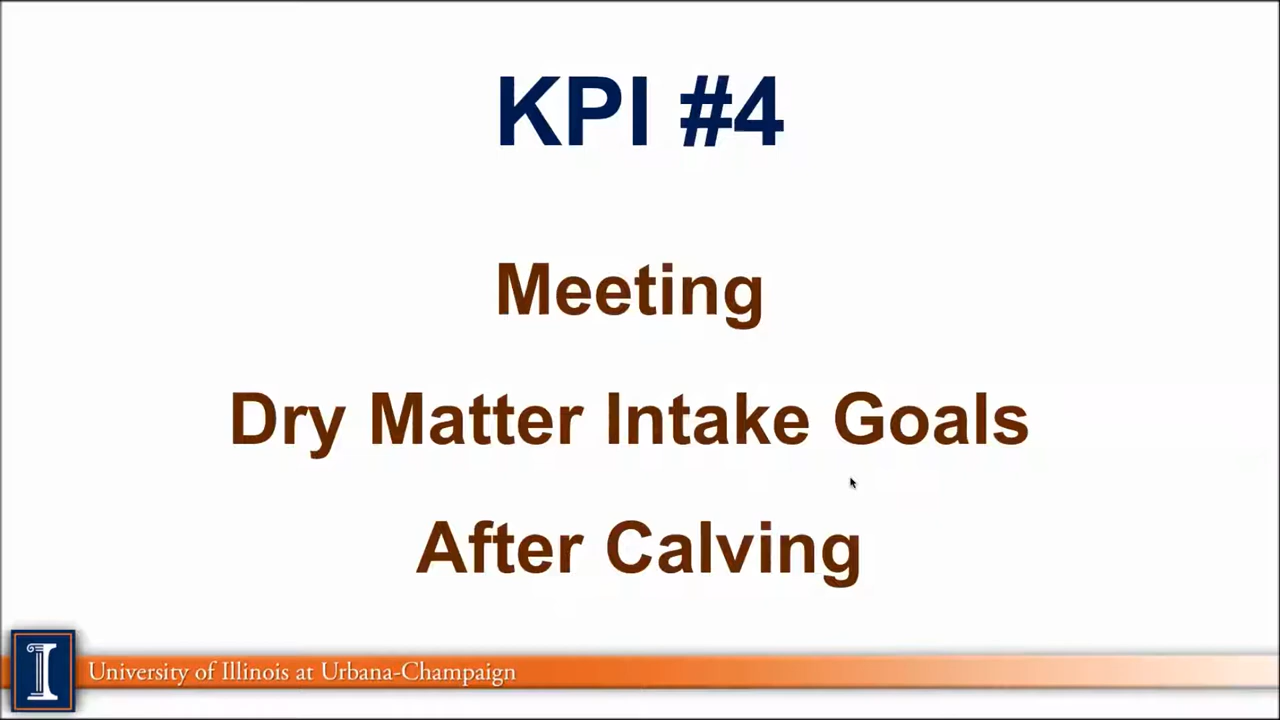 KPI #4
Meeting
Dry Matter Intake Goals
After Calving
University of Illinois at Urbana-Champaign